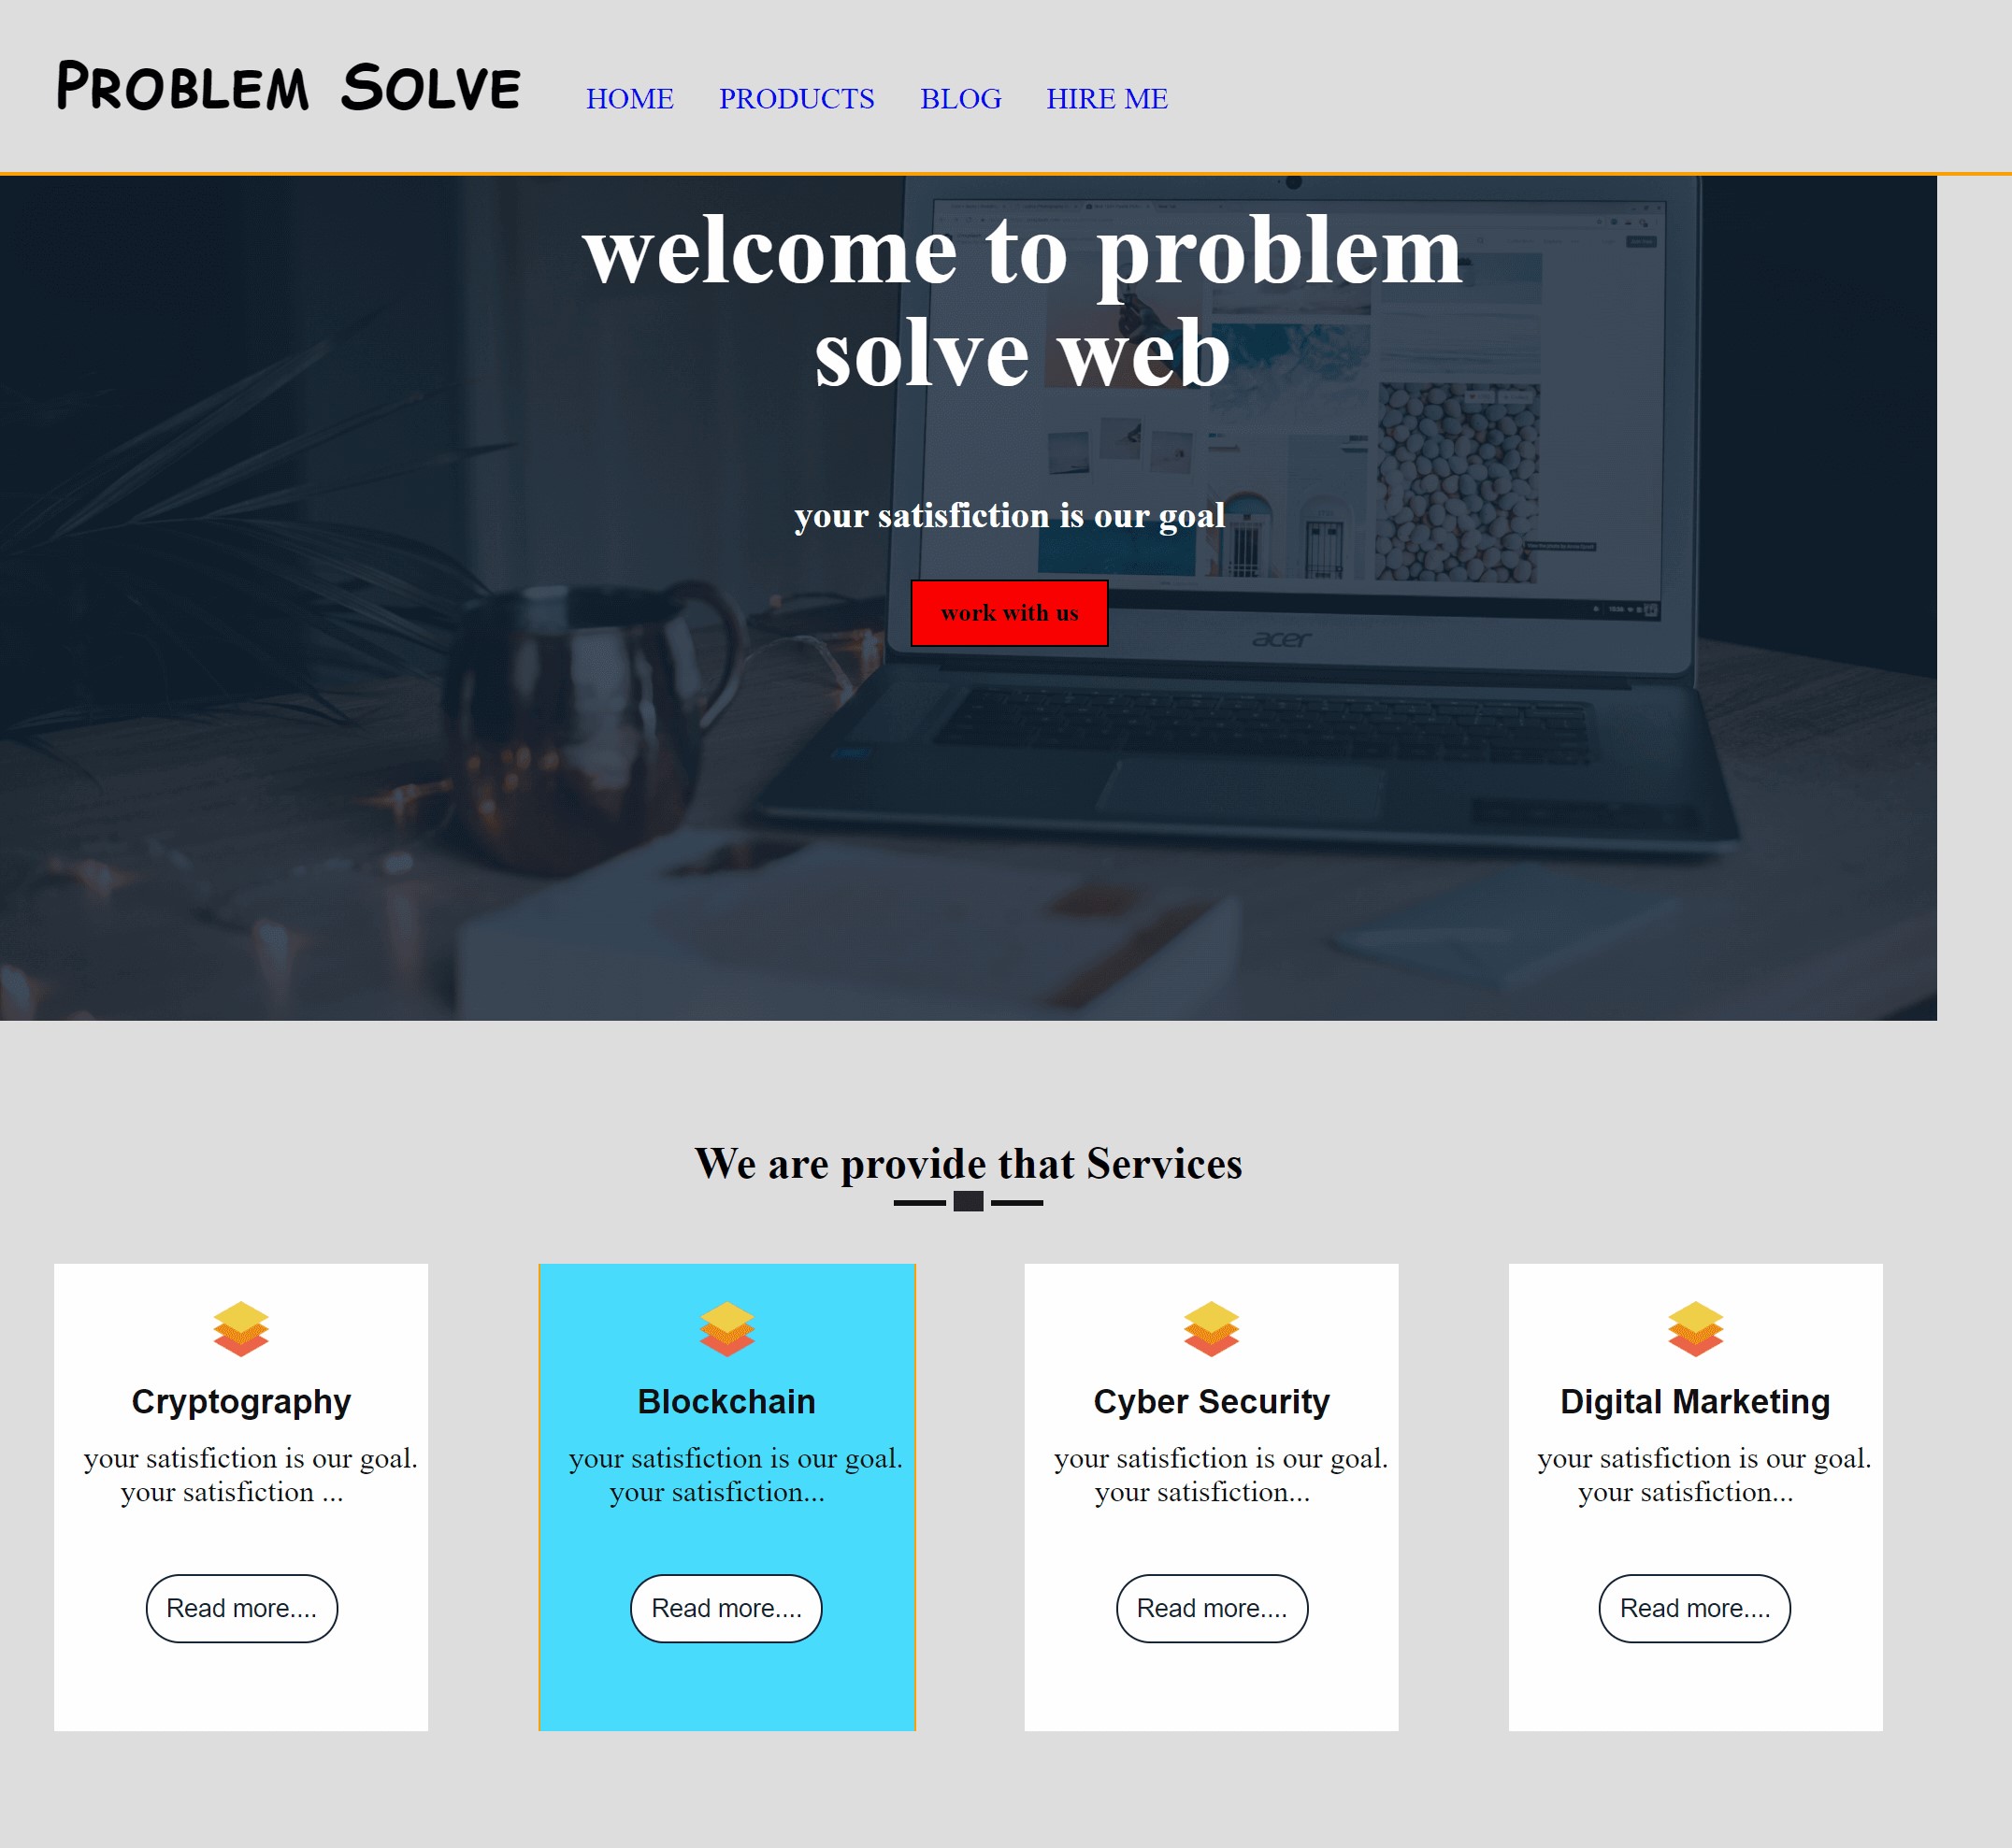 Problem Solve
HOME PRODUCTS BLOG HIRE ME
welcome to problem
solve web
your satisfiction is our goal
work with us
acer
We are provide that Services
Cryptography
your satisfiction is our goal.
your satisfiction ...
Read more....
Blockchain
your satisfiction is our goal.
your satisfiction...
Read more....
Cyber Security
your satisfiction is our goal.
your satisfiction...
Read more....
Digital Marketing
your satisfiction is our goal.
your satisfiction...
Read more....